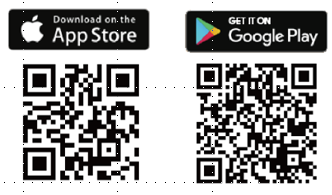 Download on the
App Store
GET IT ON
Google Play